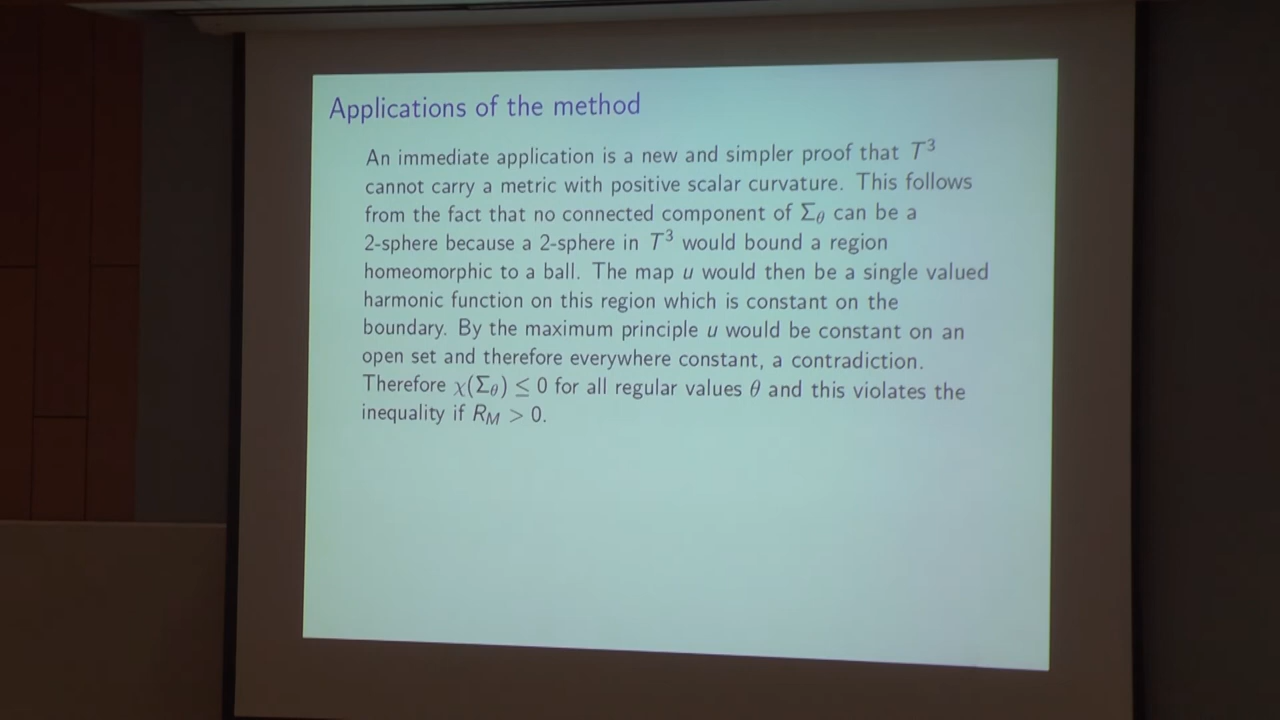 Applications of the method
An immediate application is a new and simpler proof that T³
cannot carry a metric with positive scalar curvature. This follows
from the fact that no connected component of Σ_θ can be a
2-sphere because a 2-sphere in T³ would bound a region
homeomorphic to a ball. The map u would then be a single valued
harmonic function on this region which is constant on the
boundary. By the maximum principle u would be constant on an
open set and therefore everywhere constant, a contradiction.
Therefore χ(Σ_θ) ≤ 0 for all regular values θ and this violates the
inequality if R_M > 0.